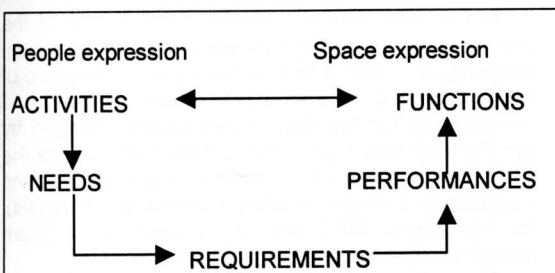 People expression Space expression
ACTIVITIES FUNCTIONS
NEEDS PERFORMANCES
REQUIREMENTS